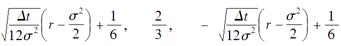 √(Δt/12σ²)(r − σ²/2) + 1/6, 2/3, − √(Δt/12σ²)(r − σ²/2) + 1/6